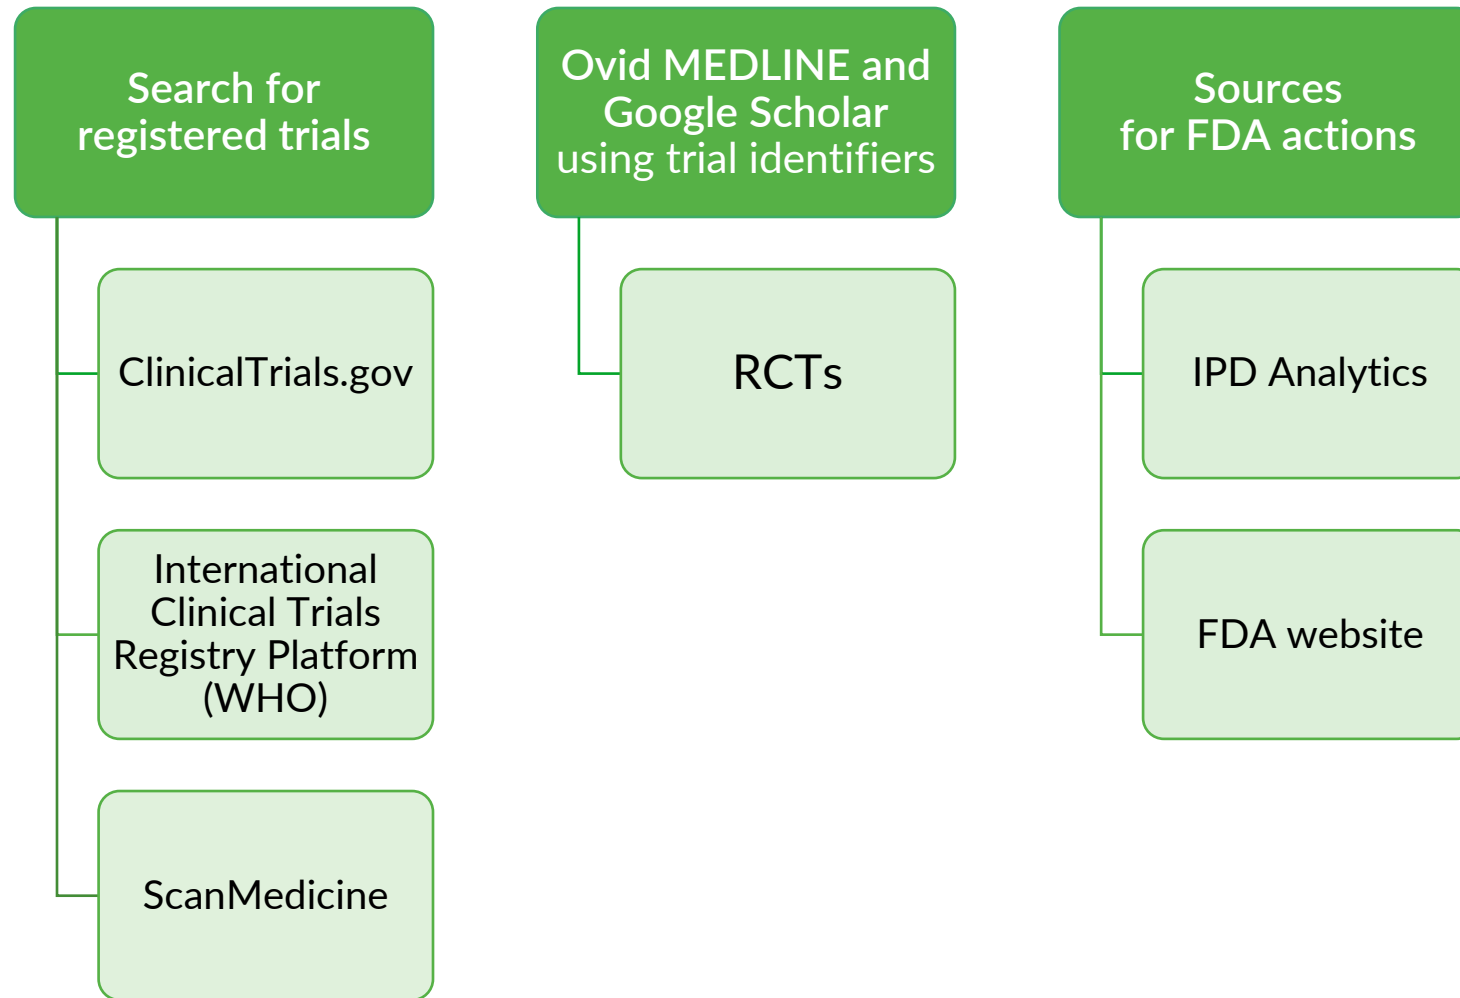 Search for
registered trials
ClinicalTrials.gov
International
Clinical Trials
Registry Platform
(WHO)
ScanMedicine
Ovid MEDLINE and
Google Scholar
using trial identifiers
RCTs
Sources
for FDA actions
IPD Analytics
FDA website